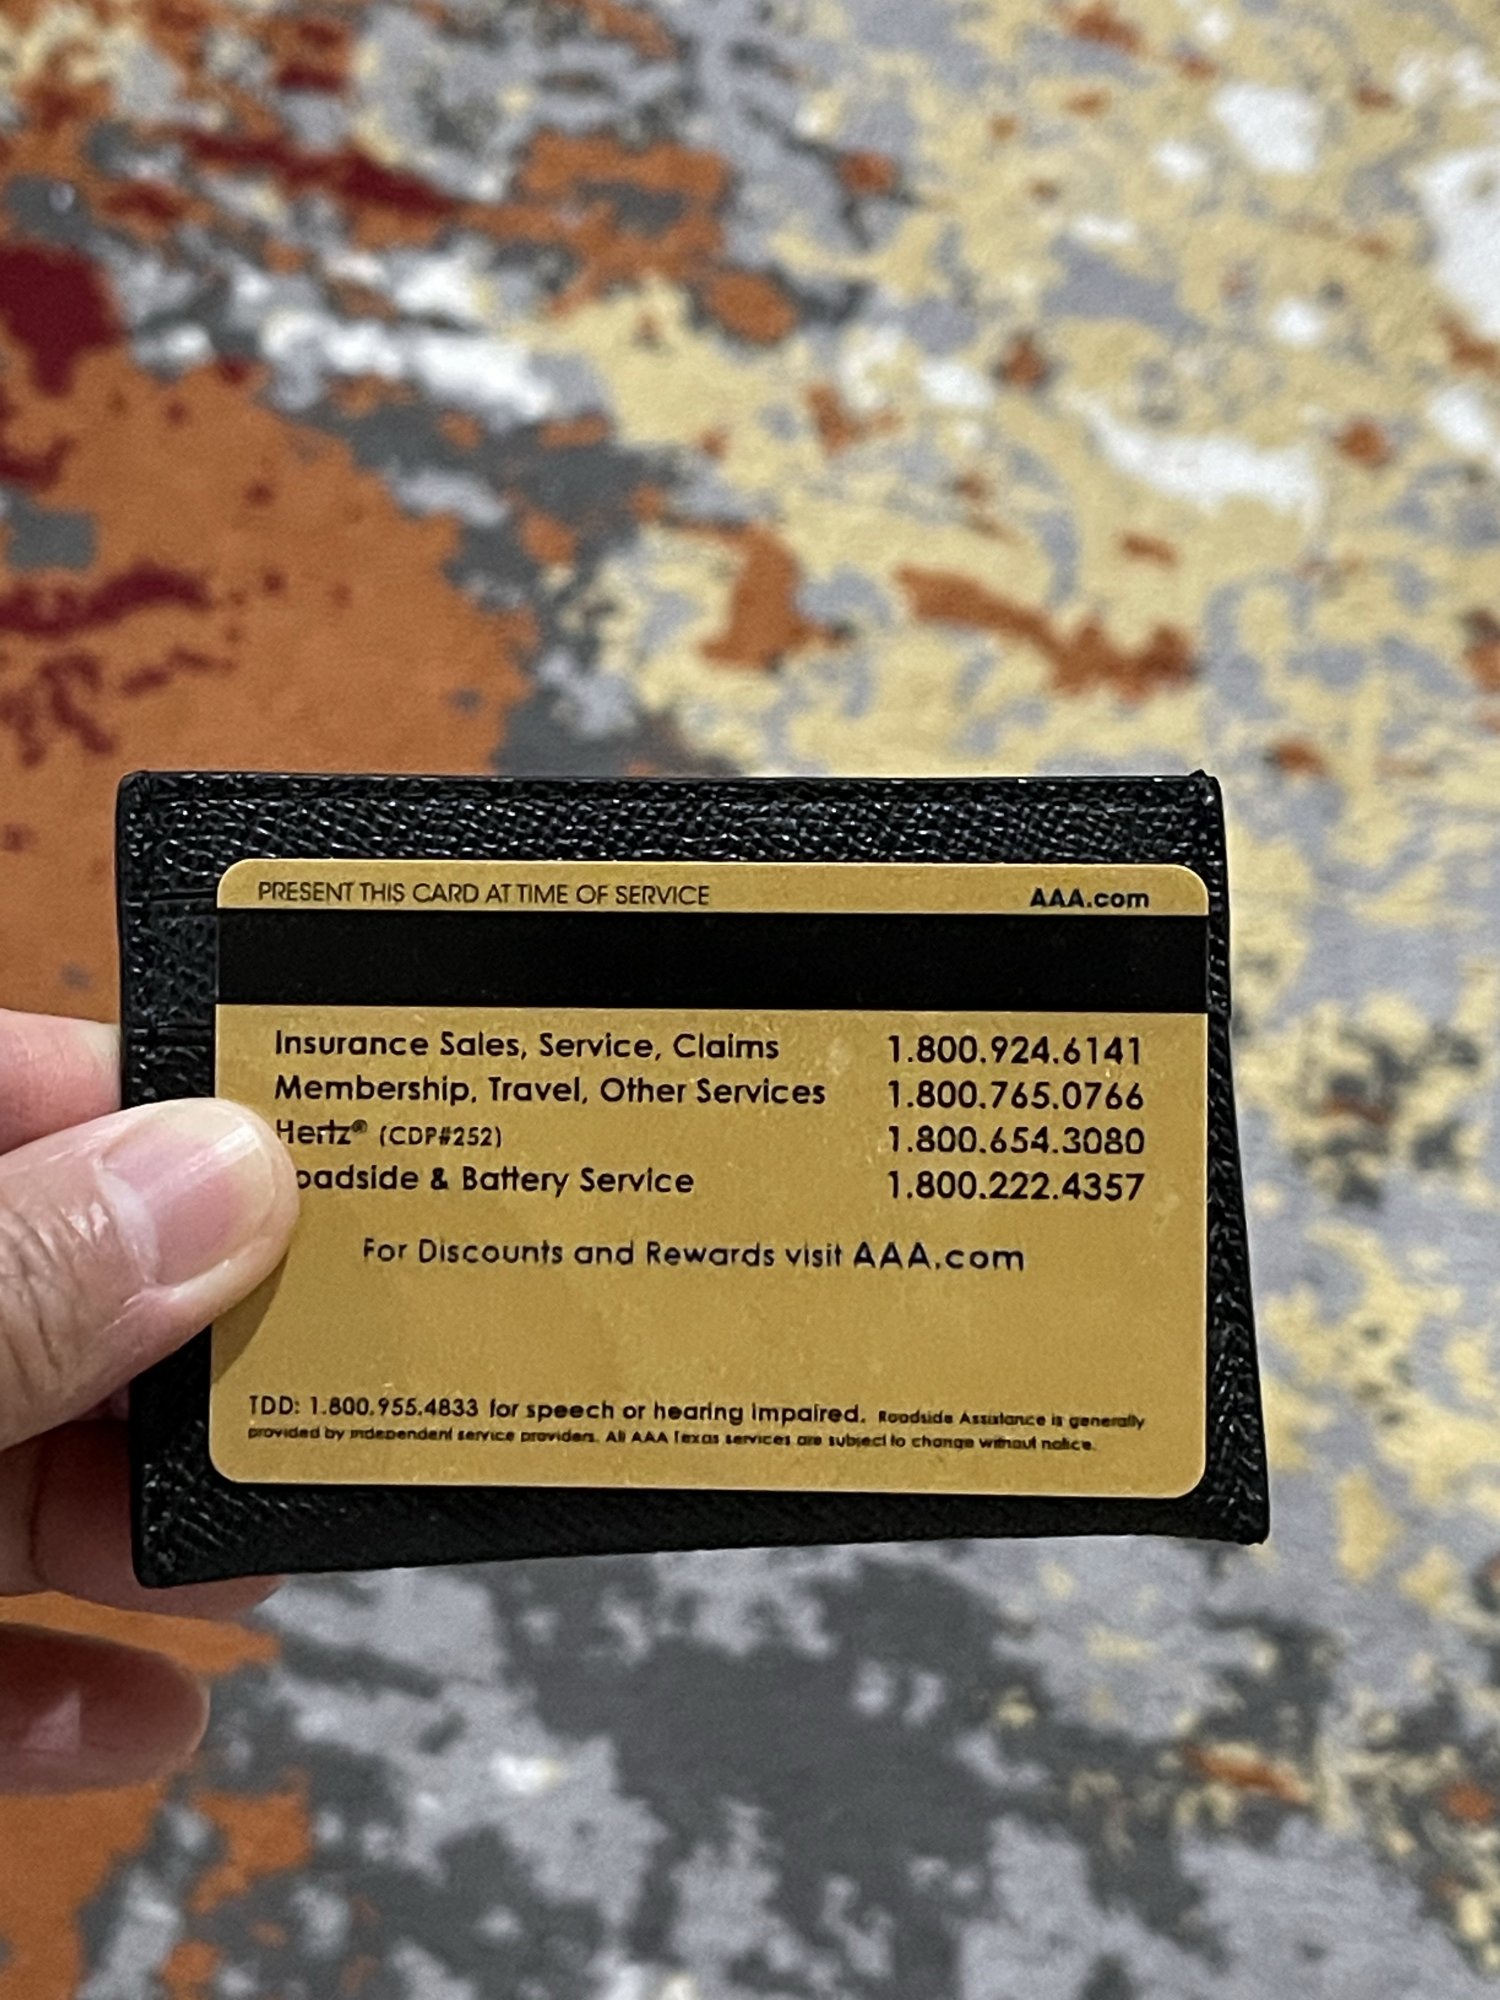 PRESENT THIS CARD AT TIME OF SERVICE AAA.com
Insurance Sales, Service, Claims 1.800.924.6141
Membership, Travel, Other Services 1.800.765.0766
Hertz® (CDP#252) 1.800.654.3080
oadside & Battery Service 1.800.222.4357
For Discounts and Rewards visit AAA.com
TDD: 1.800.955.4833 for speech or hearing impaired. Roadside Assistance is generally
provided by independent service providers. All AAA Texas services are subject to change without notice.